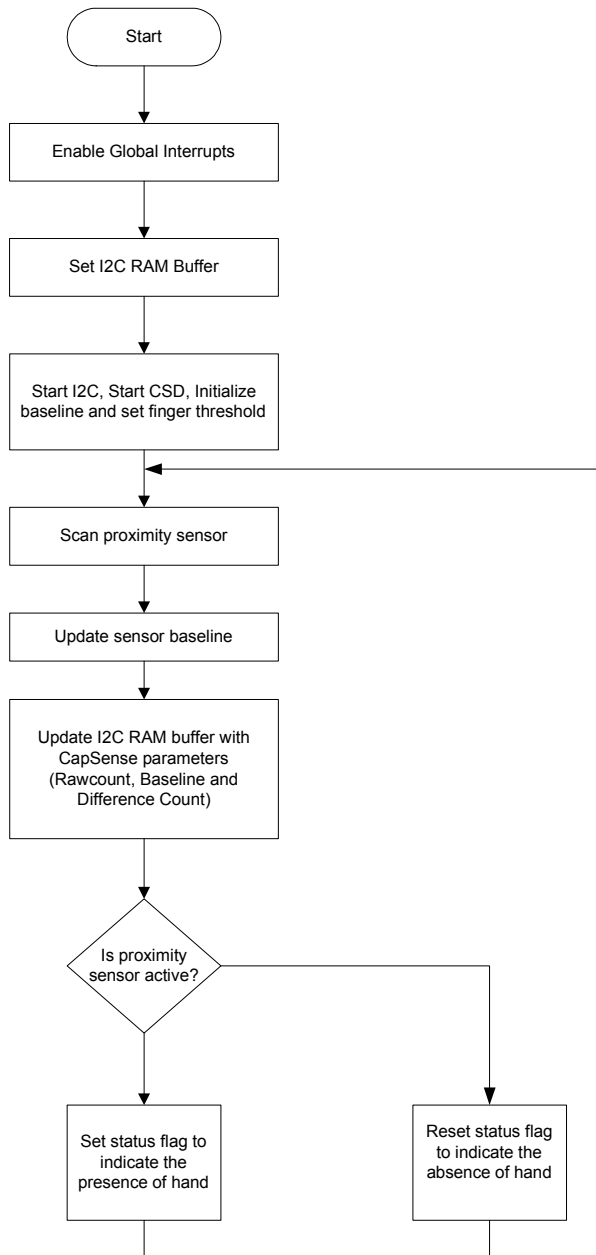 Start
Enable Global Interrupts
Set I2C RAM Buffer
Start I2C, Start CSD, Initialize
baseline and set finger threshold
Scan proximity sensor
Update sensor baseline
Update I2C RAM buffer with
CapSense parameters
(Rawcount, Baseline and
Difference Count)
Is proximity
sensor active?
Set status flag to
indicate the
presence of hand
Reset status flag
to indicate the
absence of hand